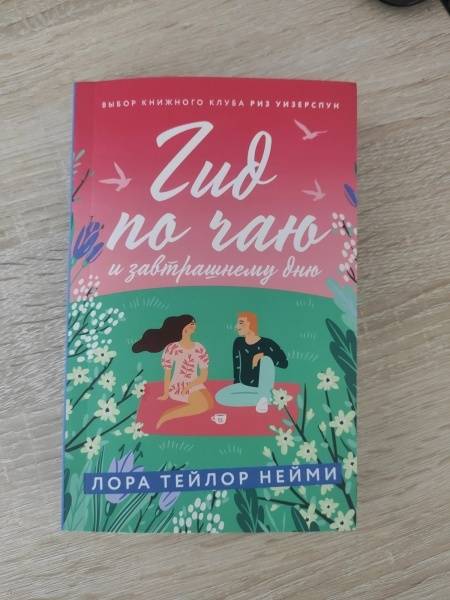 ВЫБОР КНИЖНОГО КЛУБА РИЗ УИЗЕРСПУН
Гид
по чаю
и завтрашнему дню
ЛОРА ТЕЙЛОР НЕЙМИ